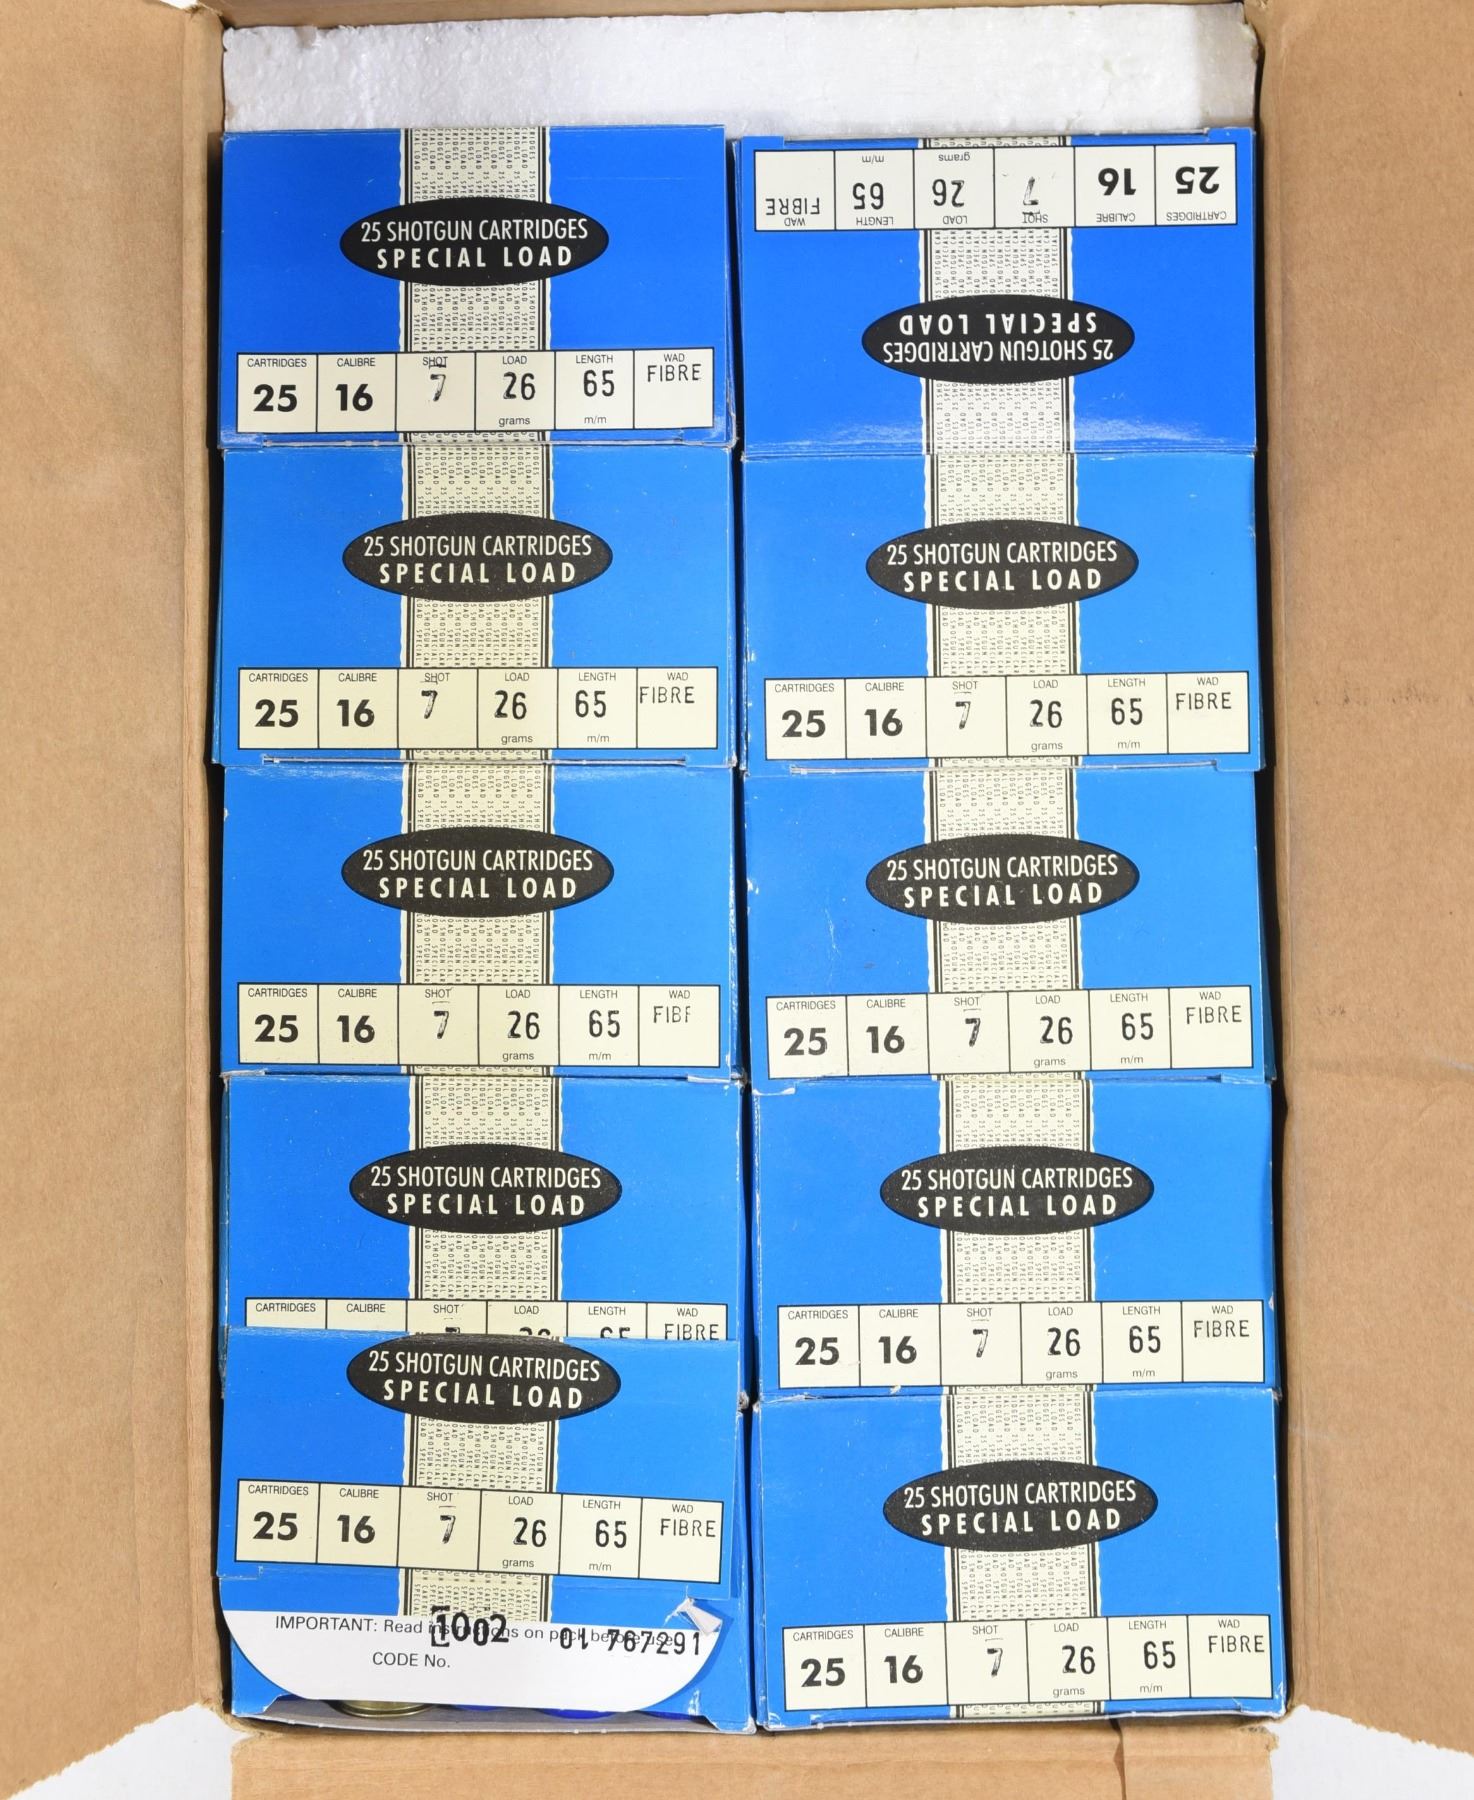 25 SHOTGUN CARTRIDGES
SPECIAL LOAD
CARTRIDGES CALIBRE SHOT LOAD LENGTH WAD
25 16 7 26 65 FIBRE
grams m/m
25 SHOTGUN CARTRIDGES
SPECIAL LOAD
CARTRIDGES CALIBRE SHOT LOAD LENGTH WAD
25 16 7 26 65 FIBRE
grams m/m
25 SHOTGUN CARTRIDGES
SPECIAL LOAD
CARTRIDGES CALIBRE SHOT LOAD LENGTH WAD
25 16 7 26 65 FIBRE
grams m/m
25 SHOTGUN CARTRIDGES
SPECIAL LOAD
CARTRIDGES CALIBRE SHOT LOAD LENGTH WAD
25 16 7 26 65 FIBRE
grams m/m
25 SHOTGUN CARTRIDGES
SPECIAL LOAD
CARTRIDGES CALIBRE SHOT LOAD LENGTH WAD
25 16 7 26 65 FIBF
grams m/m
25 SHOTGUN CARTRIDGES
SPECIAL LOAD
CARTRIDGES CALIBRE SHOT LOAD LENGTH WAD
25 16 7 26 65 FIBRE
grams m/m
25 SHOTGUN CARTRIDGES
SPECIAL LOAD
CARTRIDGES CALIBRE SHOT LOAD LENGTH WAD
FIBRE
25 SHOTGUN CARTRIDGES
SPECIAL LOAD
CARTRIDGES CALIBRE SHOT LOAD LENGTH WAD
25 16 7 26 65 FIBRE
grams m/m
25 SHOTGUN CARTRIDGES
SPECIAL LOAD
CARTRIDGES CALIBRE SHOT LOAD LENGTH WAD
25 16 7 26 65 FIBRE
grams m/m
IMPORTANT: Read instructions on pack before use
1002 01 767291
CODE No.
25 SHOTGUN CARTRIDGES
SPECIAL LOAD
CARTRIDGES CALIBRE SHOT LOAD LENGTH WAD
25 16 7 26 65 FIBRE
grams m/m